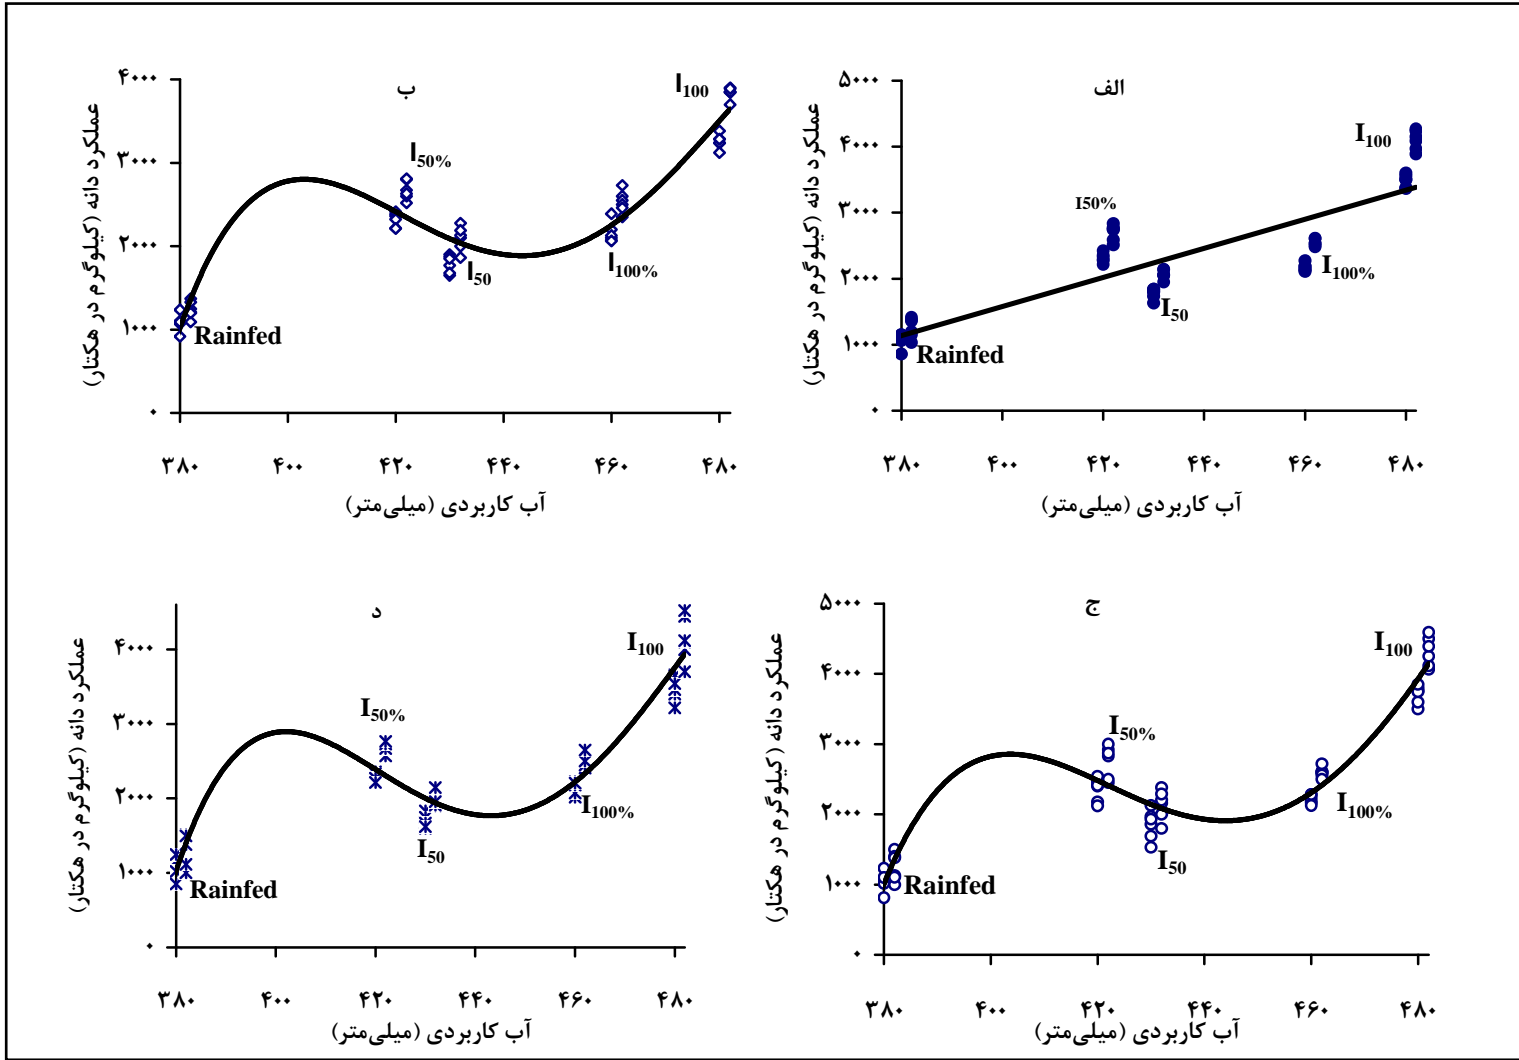 الف
عملکرد دانه (کیلوگرم در هکتار)
۵۰۰۰
۴۰۰۰
۳۰۰۰
۲۰۰۰
۱۰۰۰
۰
I100
I50%
I50
I100%
Rainfed
۳۸۰ ۴۰۰ ۴۲۰ ۴۴۰ ۴۶۰ ۴۸۰
آب کاربردی (میلی‌متر)
ب
عملکرد دانه (کیلوگرم در هکتار)
۴۰۰۰
۳۰۰۰
۲۰۰۰
۱۰۰۰
۰
I100
I50%
I50
I100%
Rainfed
۳۸۰ ۴۰۰ ۴۲۰ ۴۴۰ ۴۶۰ ۴۸۰
آب کاربردی (میلی‌متر)
ج
عملکرد دانه (کیلوگرم در هکتار)
۵۰۰۰
۴۰۰۰
۳۰۰۰
۲۰۰۰
۱۰۰۰
۰
I100
I50%
I100%
I50
Rainfed
۳۸۰ ۴۰۰ ۴۲۰ ۴۴۰ ۴۶۰ ۴۸۰
آب کاربردی (میلی‌متر)
د
عملکرد دانه (کیلوگرم در هکتار)
۴۰۰۰
۳۰۰۰
۲۰۰۰
۱۰۰۰
۰
I100
I50%
I100%
I50
Rainfed
۳۸۰ ۴۰۰ ۴۲۰ ۴۴۰ ۴۶۰ ۴۸۰
آب کاربردی (میلی‌متر)